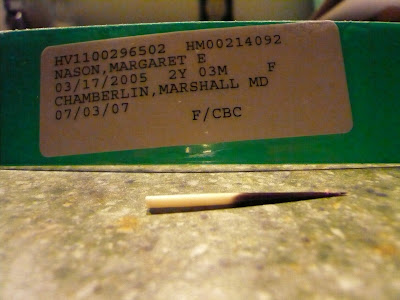 HV1100296502 HM00214092
NASON,MARGARET E
03/17/2005 2Y 03M F
CHAMBERLIN,MARSHALL MD
07/03/07 F/CBC